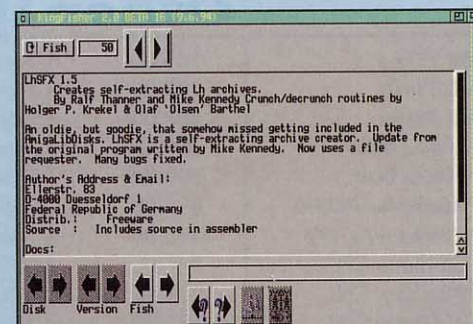 KingFisher 2.0 BETA 16 (9.6.94)
Fish 50
LhSFX 1.5
Creates self-extracting Lh archives.
By Ralf Thanner and Mike Kennedy Crunch/decrunch routines by
Holger P. Krekel & Olaf 'Olsen' Barthel
An oldie, but goodie, that somehow missed getting included in the
AmigaLibDisks. LhSFX is a self-extracting archive creator. Update from
the original program written by Mike Kennedy. Now uses a file
requester. Many bugs fixed.
Author's Address & Email:
Ellerstr. 83
D-4000 Duesseldorf 1
Federal Republic of Germany
Distrib.: Freeware
Source : Includes source in assembler
Docs:
Disk Version Fish